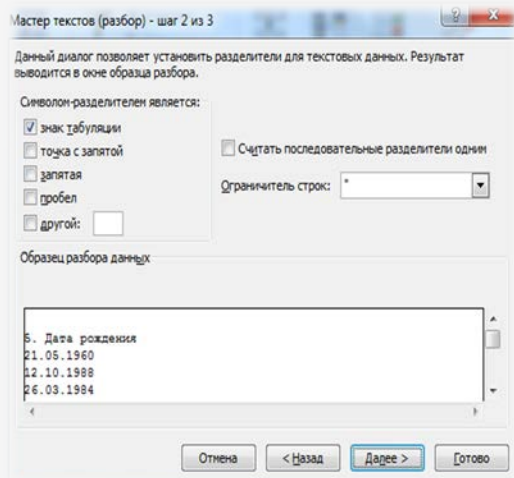 Мастер текстов (разбор) - шаг 2 из 3
Данный диалог позволяет установить разделители для текстовых данных. Результат
выводится в окне образца разбора.
Символом-разделителем является:
знак табуляции
точка с запятой
запятая
пробел
другой:
Считать последовательные разделители одним
Ограничитель строк: "
Образец разбора данных
5. Дата рождения
21.05.1960
12.10.1988
26.03.1984
Отмена
< Назад
Далее >
Готово